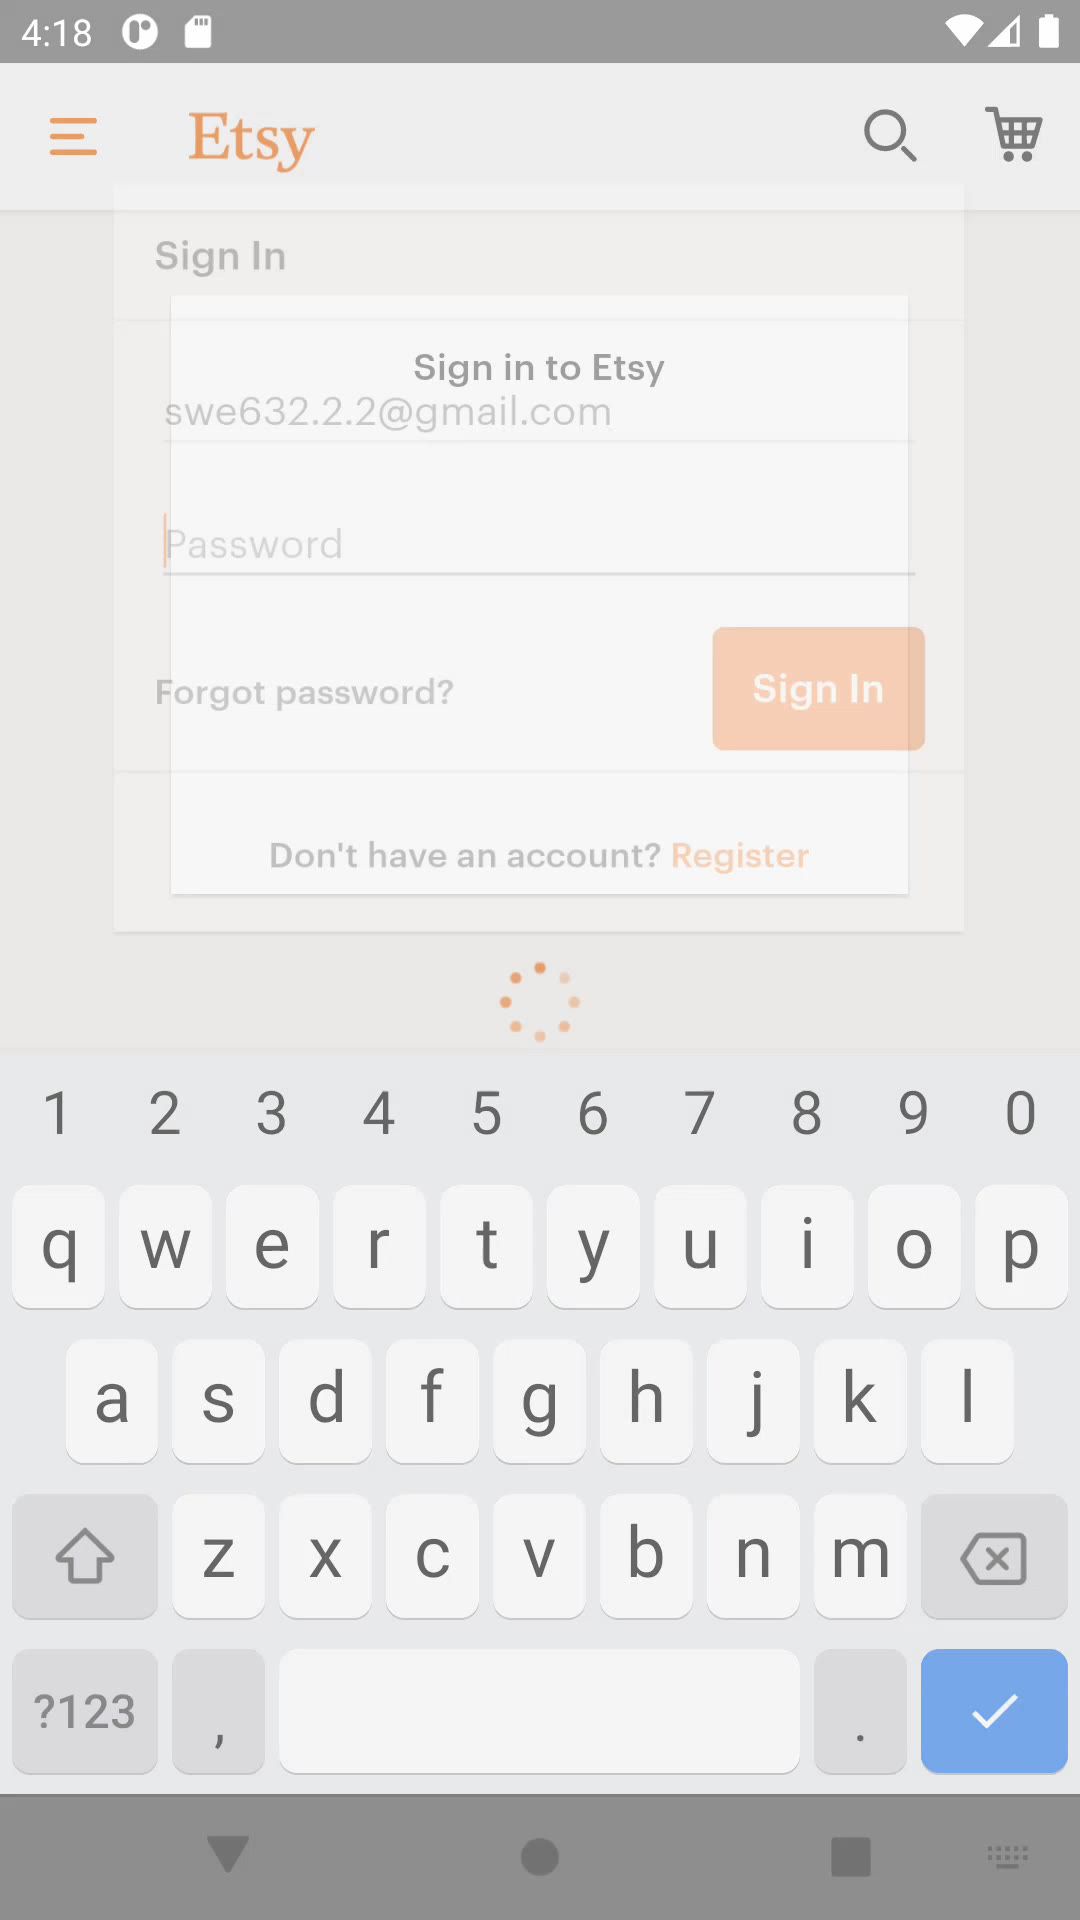 4:18
Etsy
Sign In
Sign in to Etsy
swe632.2.2@gmail.com
Password
Forgot password?
Sign In
Don't have an account? Register
1 2 3 4 5 6 7 8 9 0
q w e r t y u i o p
a s d f g h j k l
z x c v b n m
?123 , .